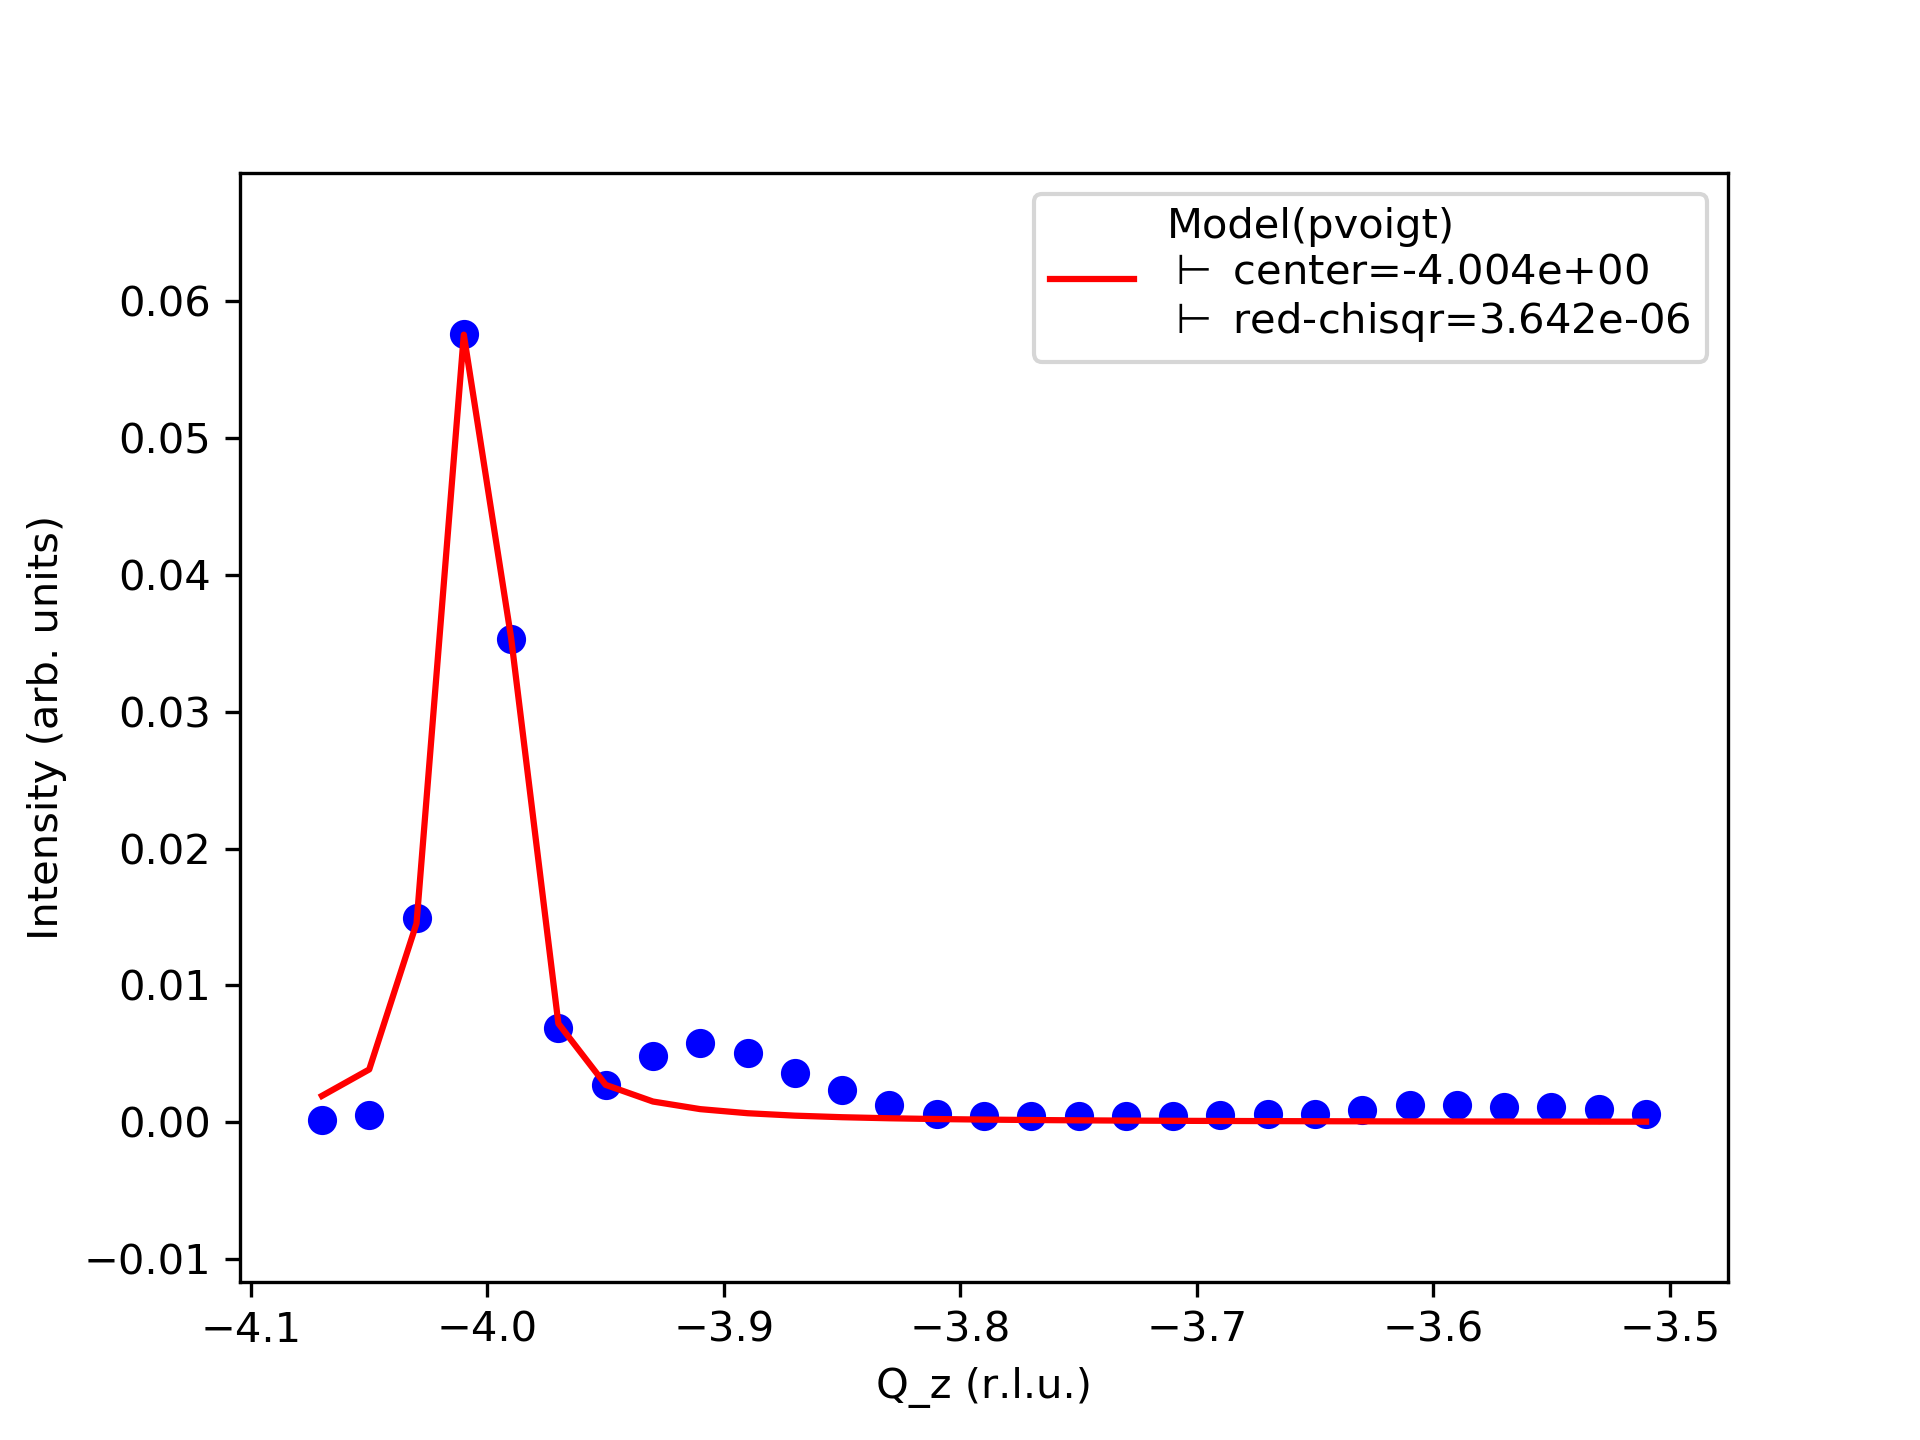 Model(pvoigt)
⊢ center=-4.004e+00
⊢ red-chisqr=3.642e-06
0.06
0.05
0.04
0.03
0.02
0.01
0.00
−0.01
Intensity (arb. units)
−4.1 −4.0 −3.9 −3.8 −3.7 −3.6 −3.5
Q_z (r.l.u.)